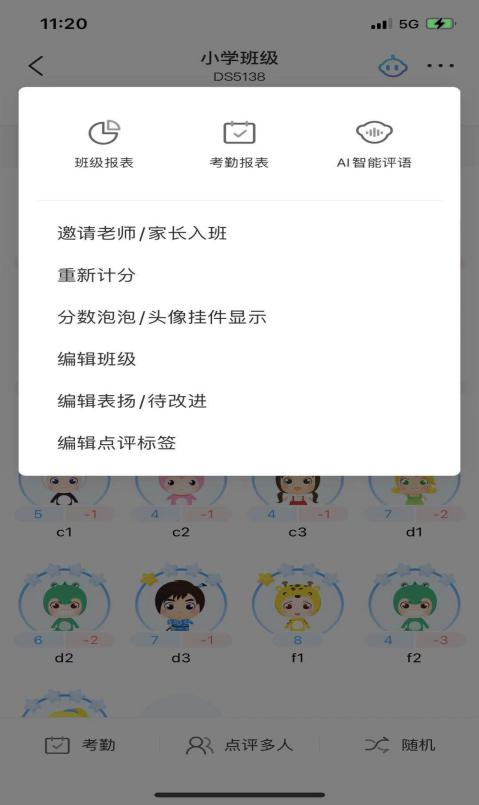 11:20
5G
小学班级
DS5138
班级报表
考勤报表
AI智能评语
邀请老师/家长入班
重新计分
分数泡泡/头像挂件显示
编辑班级
编辑表扬/待改进
编辑点评标签
5 -1 4 -1 4 -1 7 -2
c1 c2 c3 d1
6 -2 7 -1 8 4 -3
d2 d3 f1 f2
考勤 点评多人 随机